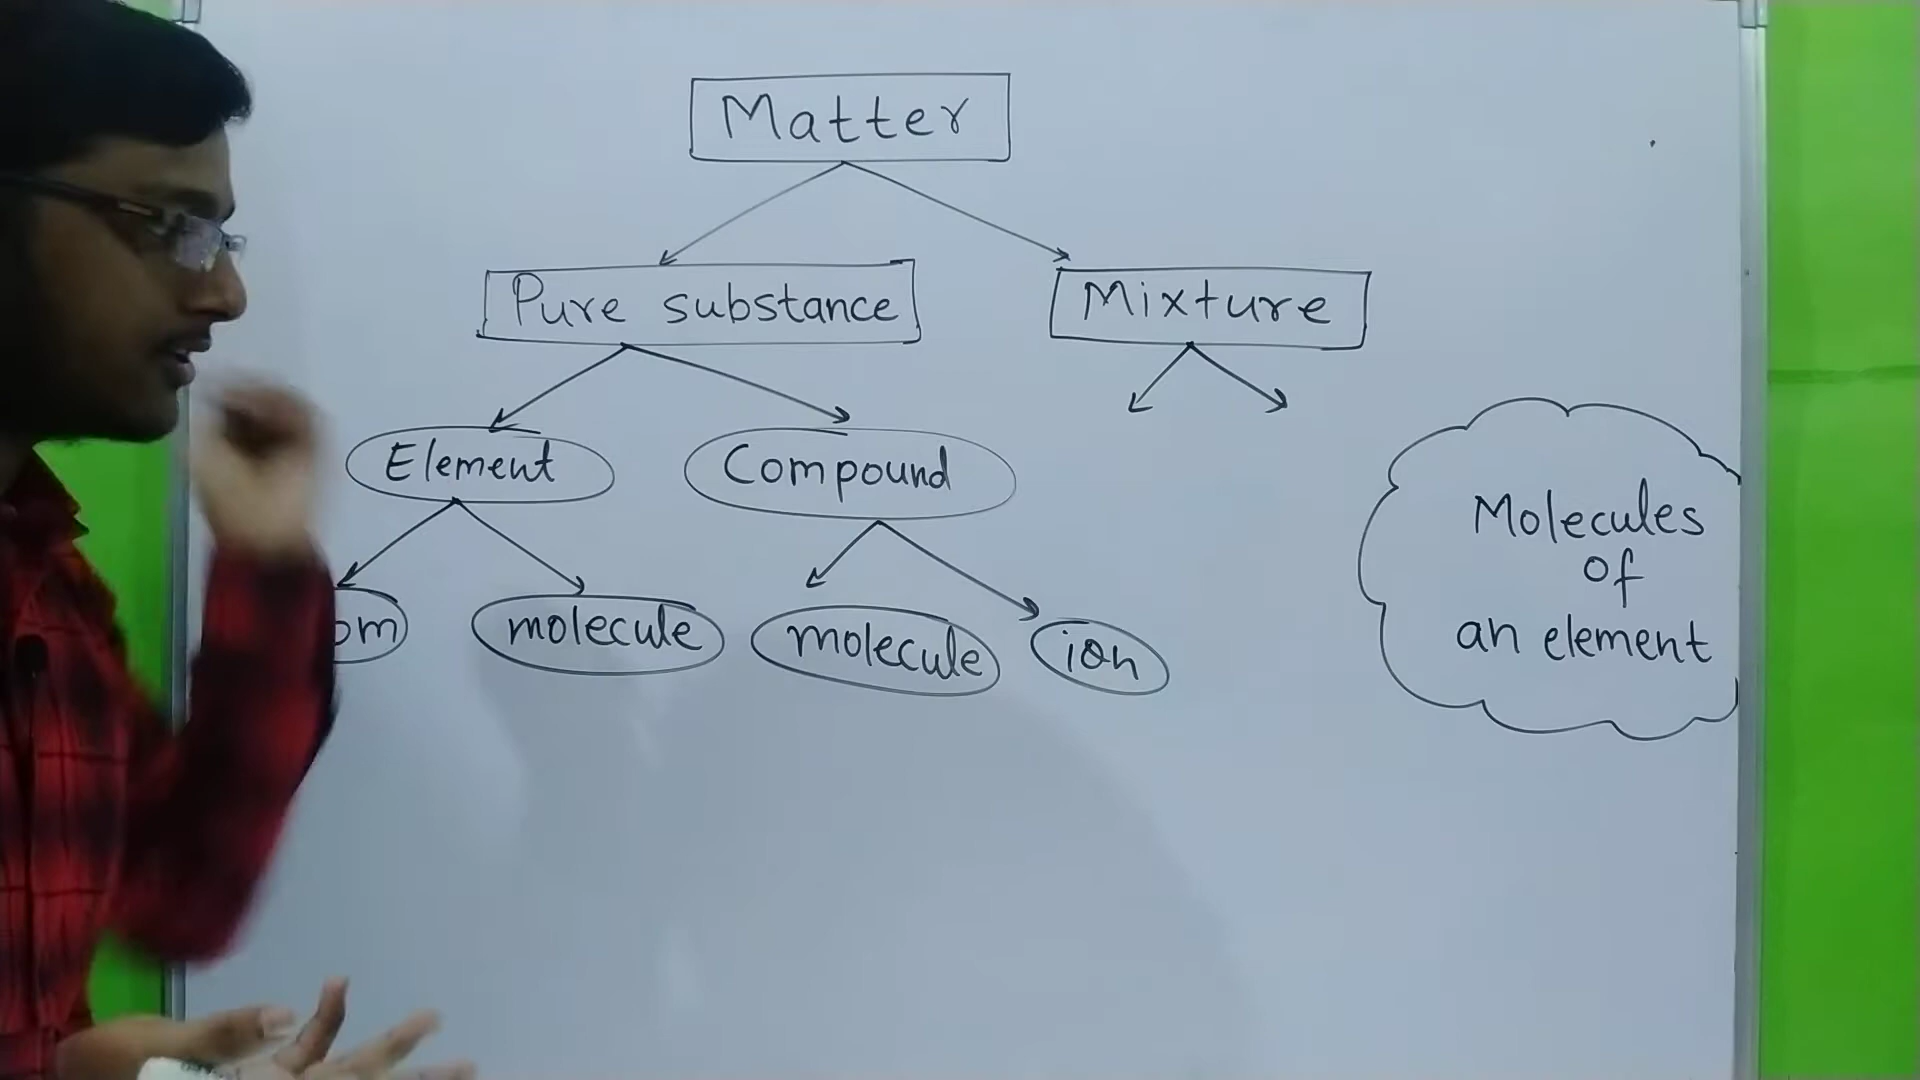 Matter
Pure substance
Mixture
Element
Compound
om
molecule
molecule
ion
Molecules
of
an element